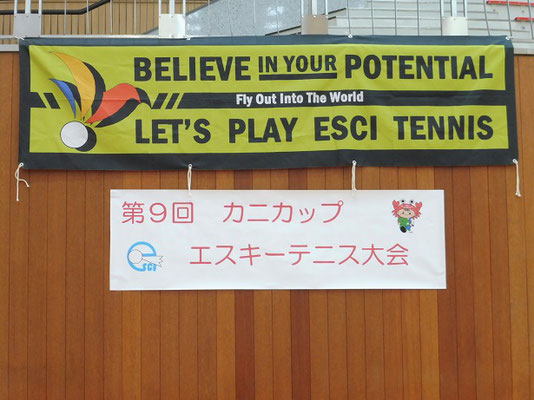 BELIEVE IN YOUR POTENTIAL
Fly Out Into The World
LET'S PLAY ESCI TENNIS
第9回 カニカップ
エスキーテニス大会
esci